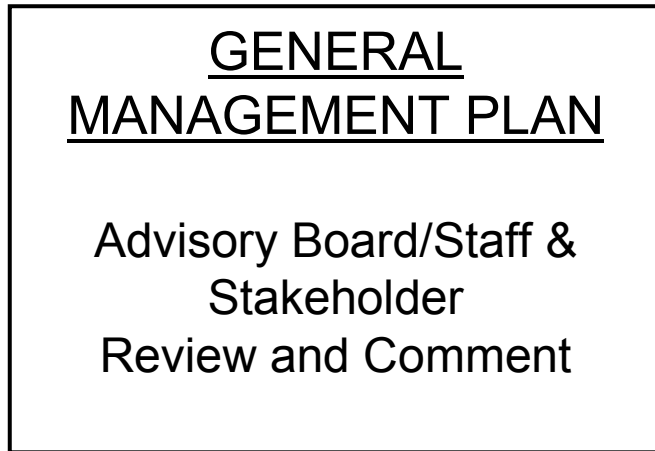 GENERAL
MANAGEMENT PLAN
Advisory Board/Staff &
Stakeholder
Review and Comment